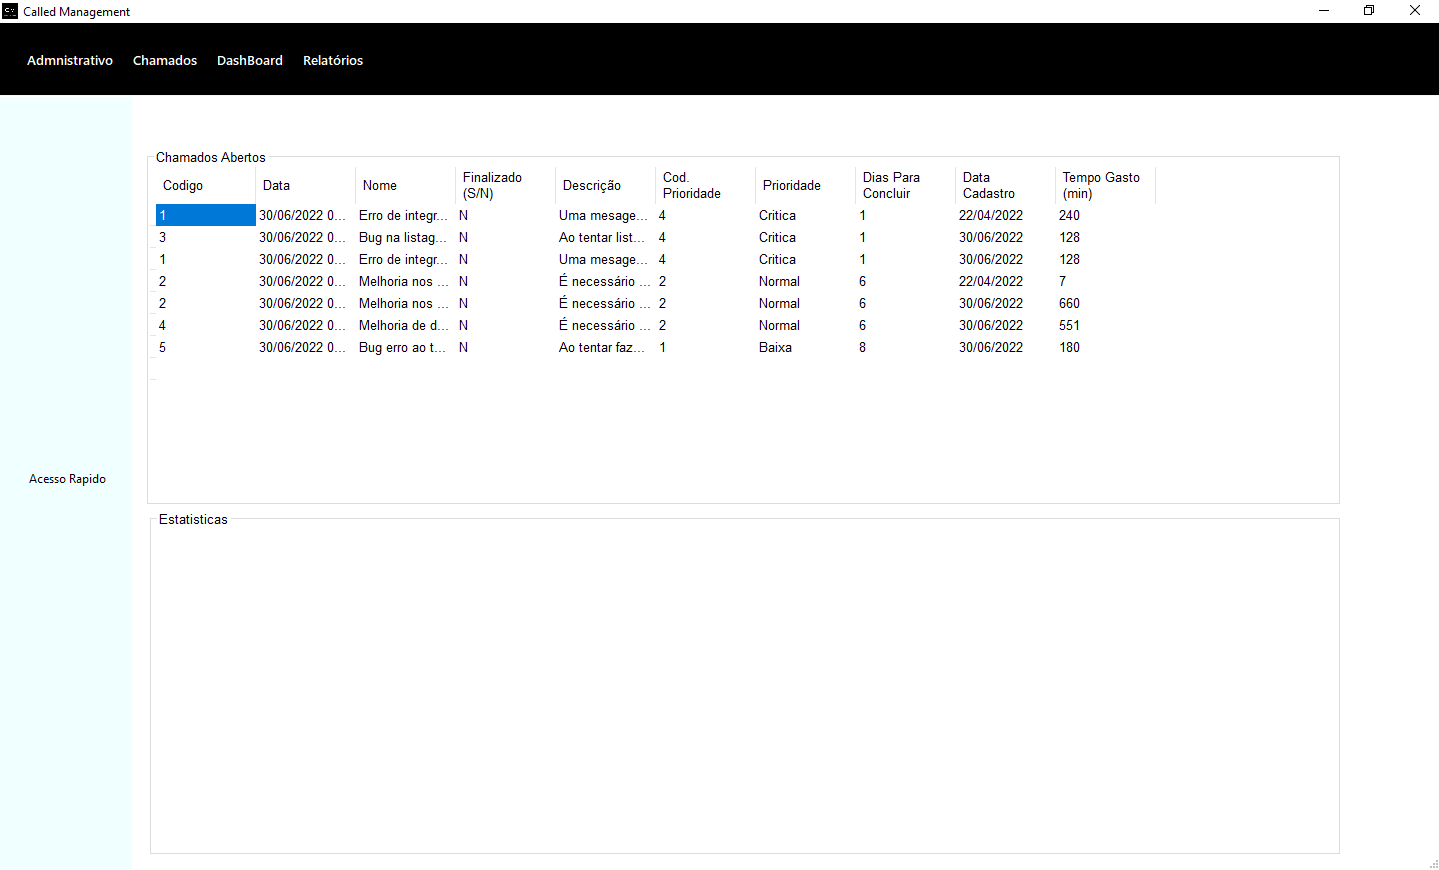 Called Management
Admnistrativo Chamados DashBoard Relatórios
Chamados Abertos
Codigo Data Nome Finalizado (S/N) Descrição Cod. Prioridade Prioridade Dias Para Concluir Data Cadastro Tempo Gasto (min)
1 30/06/2022 0... Erro de integr... N Uma mesage... 4 Critica 1 22/04/2022 240
3 30/06/2022 0... Bug na listag... N Ao tentar list... 4 Critica 1 30/06/2022 128
1 30/06/2022 0... Erro de integr... N Uma mesage... 4 Critica 1 30/06/2022 128
2 30/06/2022 0... Melhoria nos ... N É necessário ... 2 Normal 6 22/04/2022 7
2 30/06/2022 0... Melhoria nos ... N É necessário ... 2 Normal 6 30/06/2022 660
4 30/06/2022 0... Melhoria de d... N É necessário ... 2 Normal 6 30/06/2022 551
5 30/06/2022 0... Bug erro ao t... N Ao tentar faz... 1 Baixa 8 30/06/2022 180
Acesso Rapido
Estatisticas